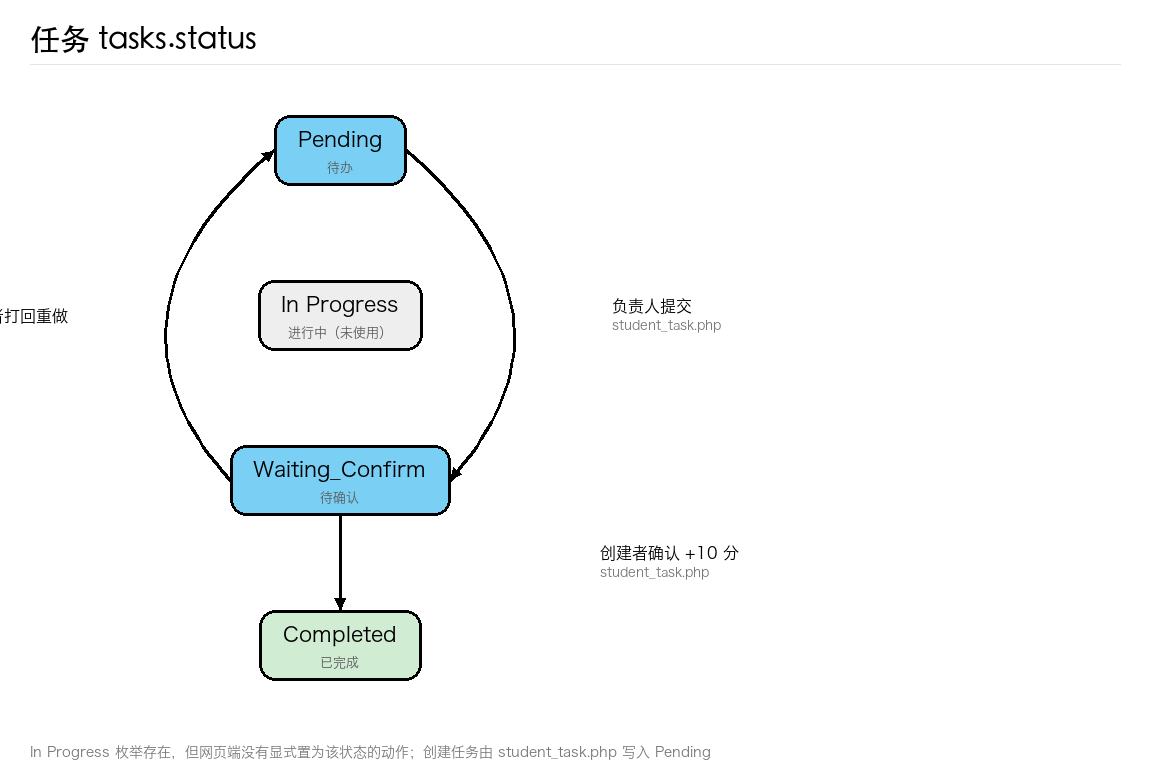 任务 tasks.status
Pending
待办
In Progress
进行中（未使用）
打回重做
负责人提交
student_task.php
Waiting_Confirm
待确认
创建者确认 +10 分
student_task.php
Completed
已完成
In Progress 枚举存在，但网页端没有显式置为该状态的动作；创建任务由 student_task.php 写入 Pending